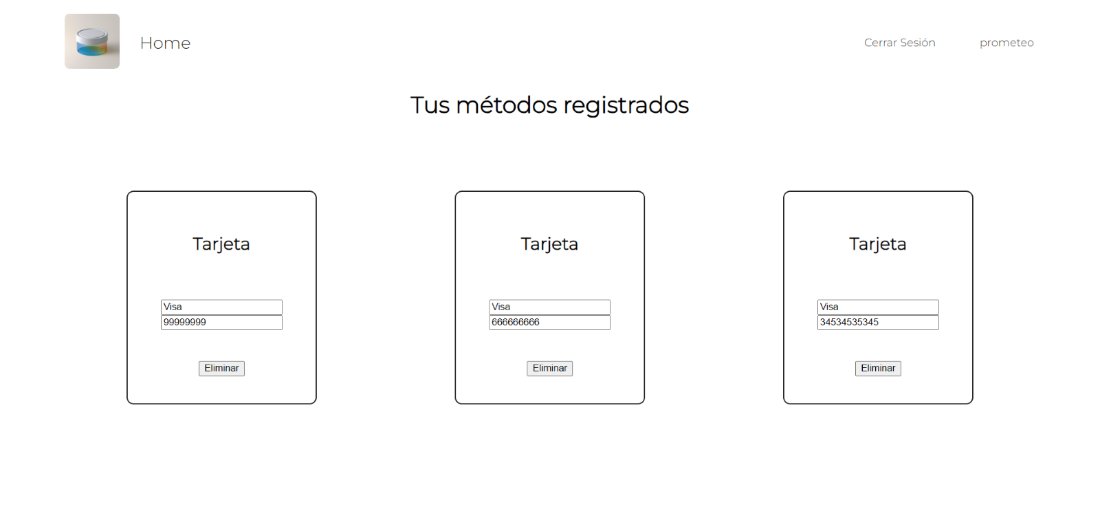 Home
Cerrar Sesión
prometeo
Tus métodos registrados
Tarjeta
Visa
99999999
Eliminar
Tarjeta
Visa
666666666
Eliminar
Tarjeta
Visa
34534535345
Eliminar